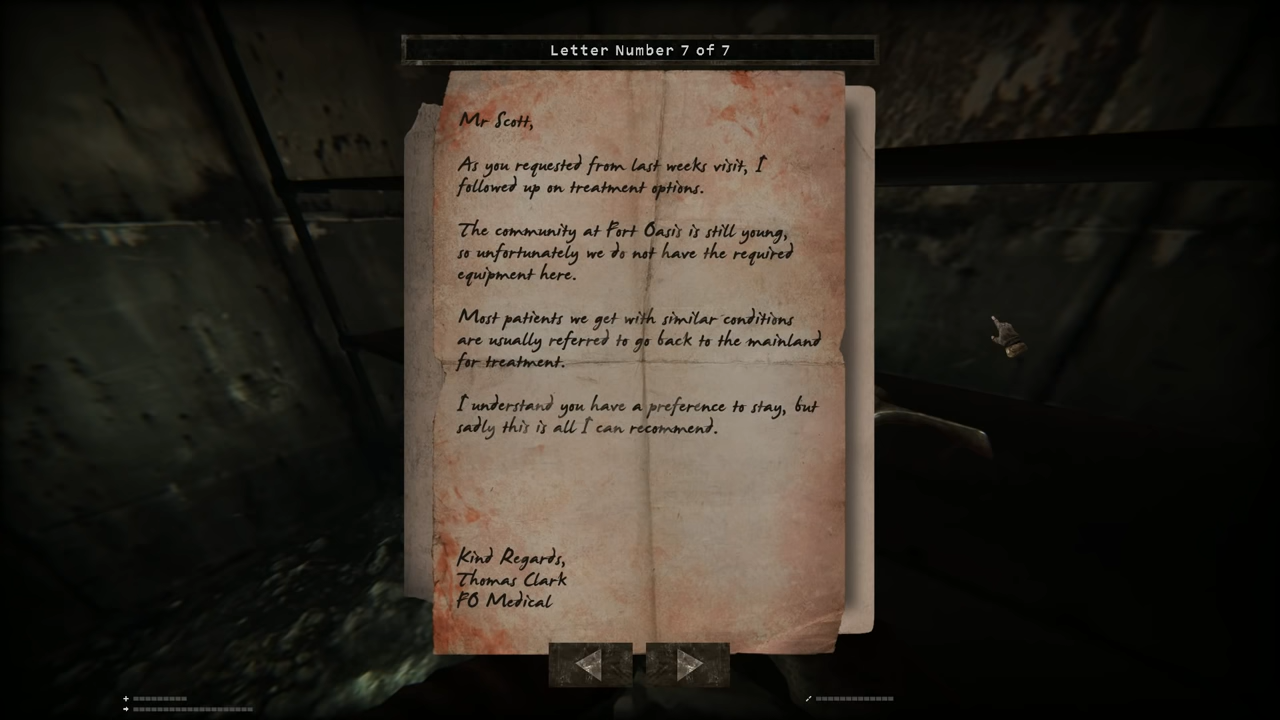 Letter Number 7 of 7
Mr Scott,
As you requested from last weeks visit, I
followed up on treatment options.
The community at Fort Oasis is still young,
so unfortunately we do not have the required
equipment here.
Most patients we get with similar conditions
are usually referred to go back to the mainland
for treatment.
I understand you have a preference to stay, but
sadly this is all I can recommend.
Kind Regards,
Thomas Clark
FO Medical